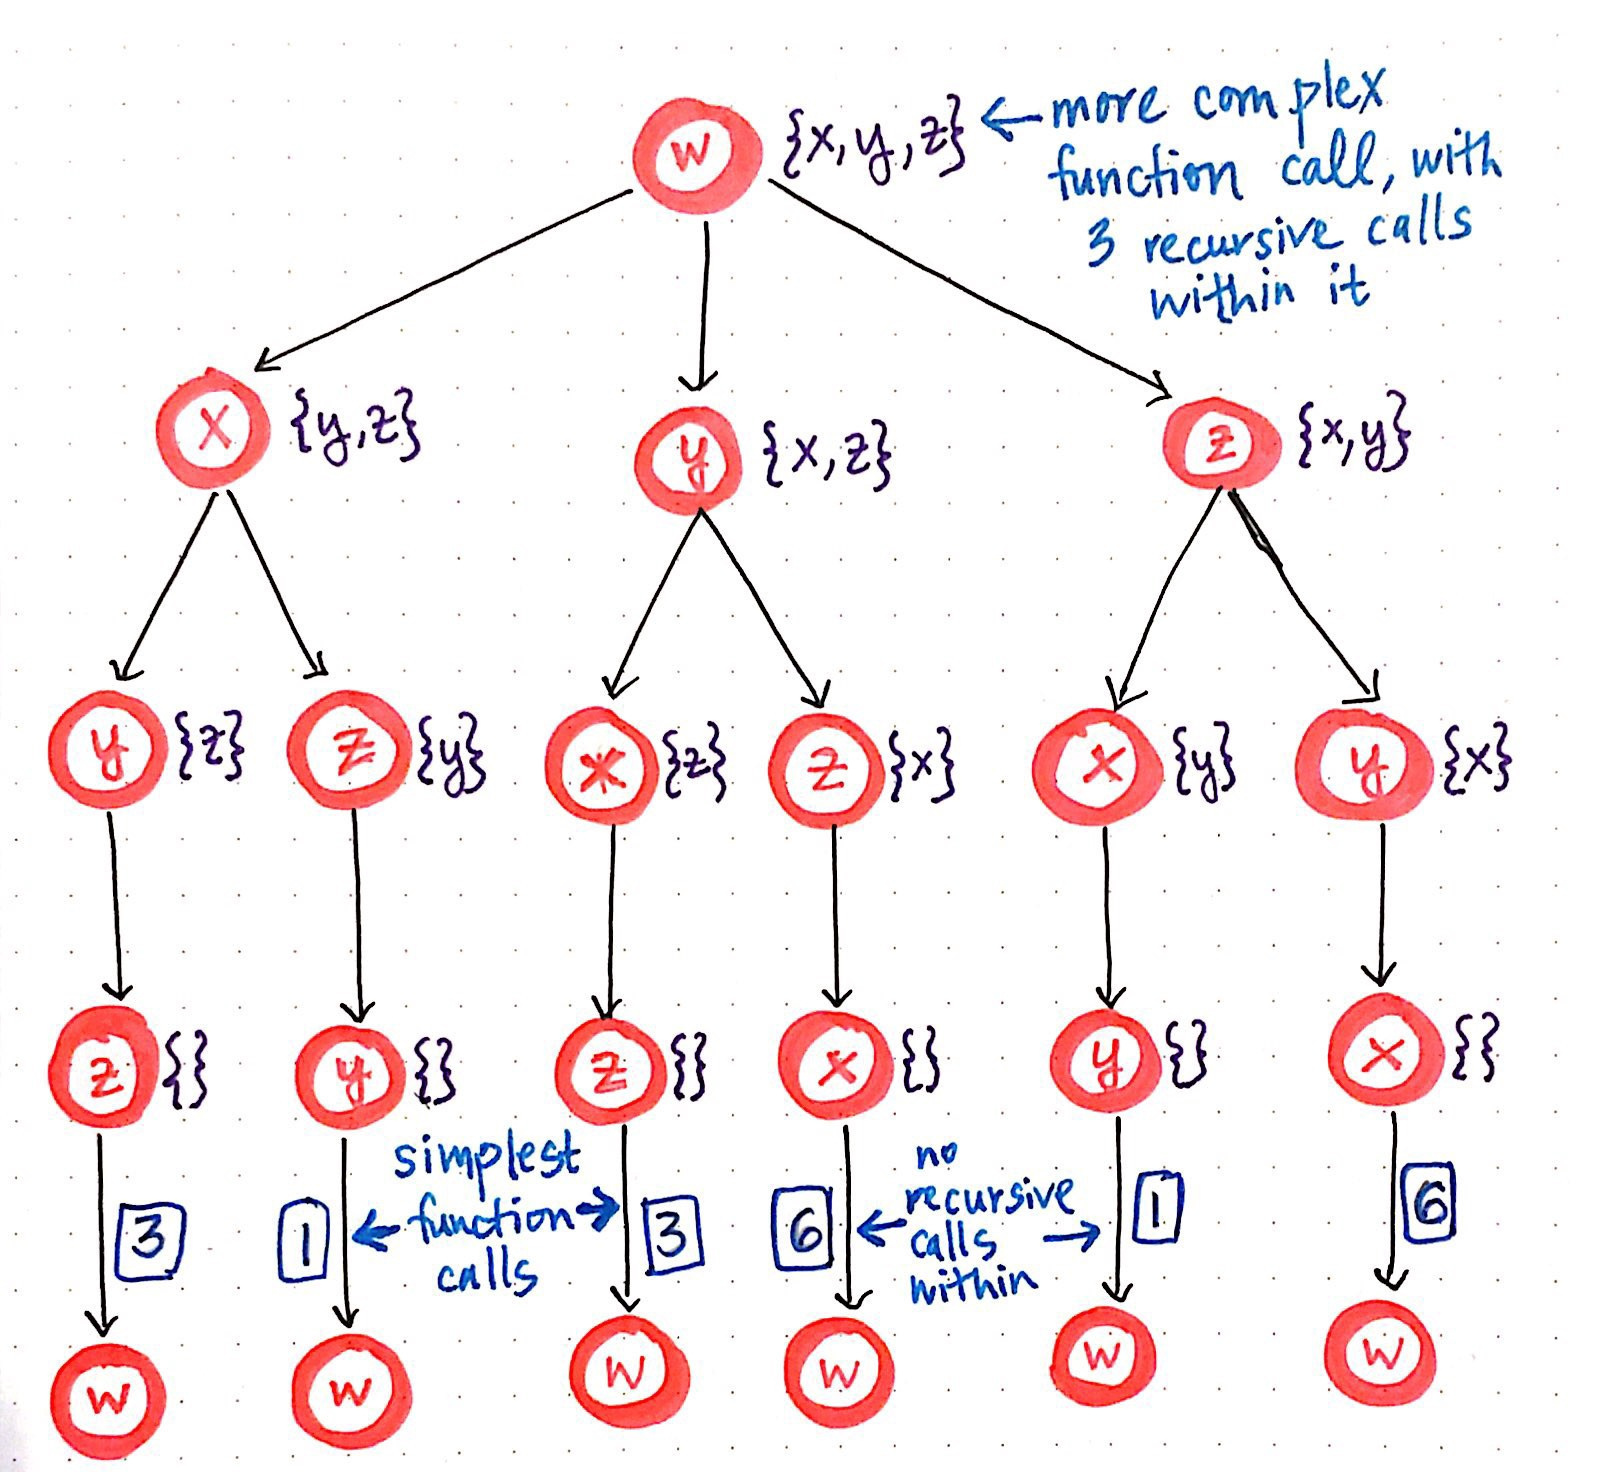 w {x,y,z} ← more complex
function call, with
3 recursive calls
within it
x {y,z} y {x,z} z {x,y}
y {z} z {y} x {z} z {x} x {y} y {x}
z {} y {} z {} x {} y {} x {}
simplest
function
calls
no
recursive
calls
within
3 1 3 6 1 6
w w w w w w